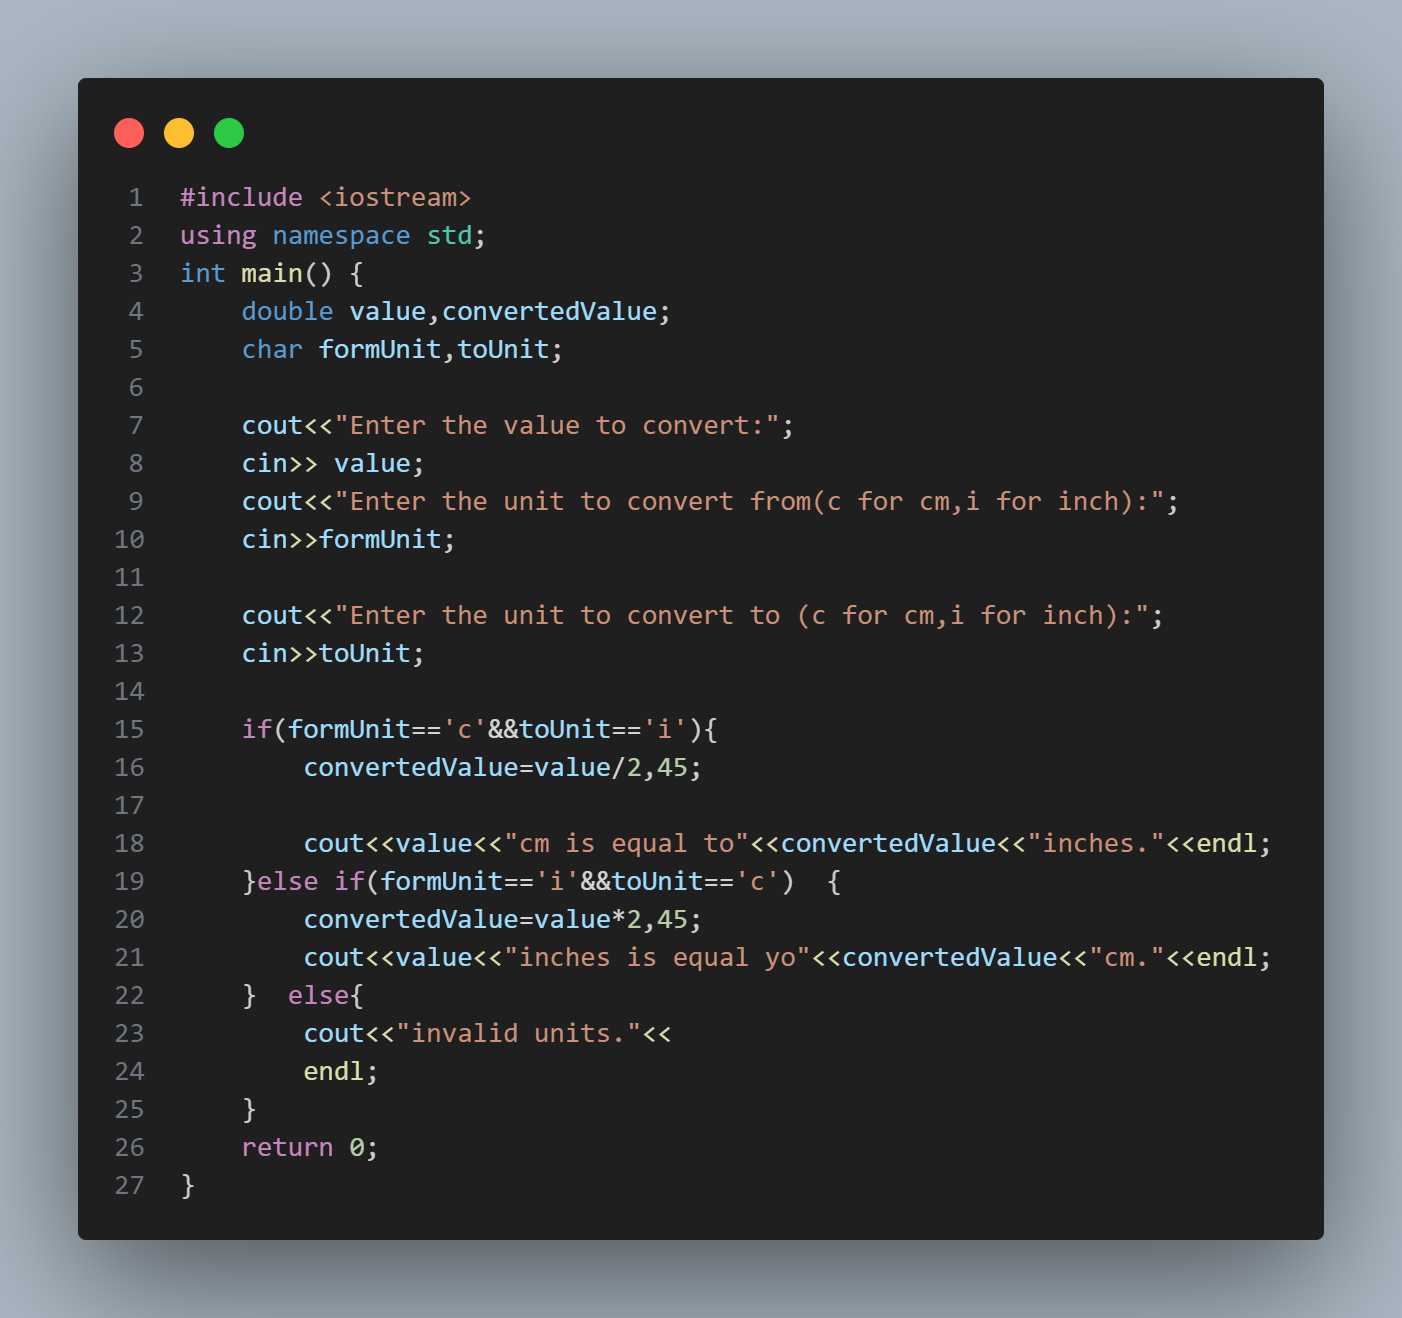 1 #include <iostream>
2 using namespace std;
3 int main() {
4     double value,convertedValue;
5     char formUnit,toUnit;
6
7     cout<<"Enter the value to convert:";
8     cin>> value;
9     cout<<"Enter the unit to convert from(c for cm,i for inch):";
10     cin>>formUnit;
11
12     cout<<"Enter the unit to convert to (c for cm,i for inch):";
13     cin>>toUnit;
14
15     if(formUnit=='c'&&toUnit=='i'){
16         convertedValue=value/2,45;
17
18         cout<<value<<"cm is equal to"<<convertedValue<<"inches."<<endl;
19     }else if(formUnit=='i'&&toUnit=='c')  {
20         convertedValue=value*2,45;
21         cout<<value<<"inches is equal yo"<<convertedValue<<"cm."<<endl;
22     }  else{
23         cout<<"invalid units."<<
24         endl;
25     }
26     return 0;
27 }